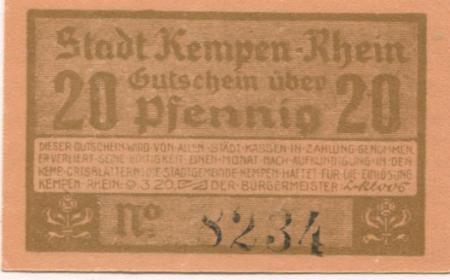 Stadt Kempen-Rhein
20 Gutschein über 20
Pfennig
DIESER GUTSCHEIN WIRD VON ALLEN STÄDT. KASSEN IN ZAHLUNG GENOMMEN.
ER VERLIERT SEINE GÜLTIGKEIT EINEN MONAT NACH AUFKÜNDIGUNG IN DEN
KEMP. ORTSBLÄTTERN. DIE STADTGEMEINDE KEMPEN HAFTET FÜR DIE EINLÖSUNG
KEMPEN-RHEIN: 9.3.20. DER BÜRGERMEISTER
No 8234